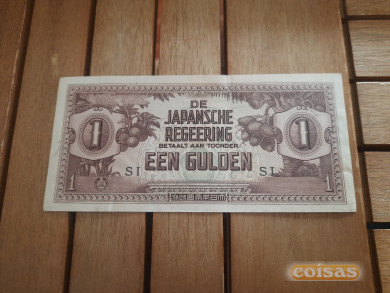 DE
JAPANSCHE
REGEERING
BETAALT AAN TOONDER
EEN GULDEN
1
1
SI
SI
1
1
coisas